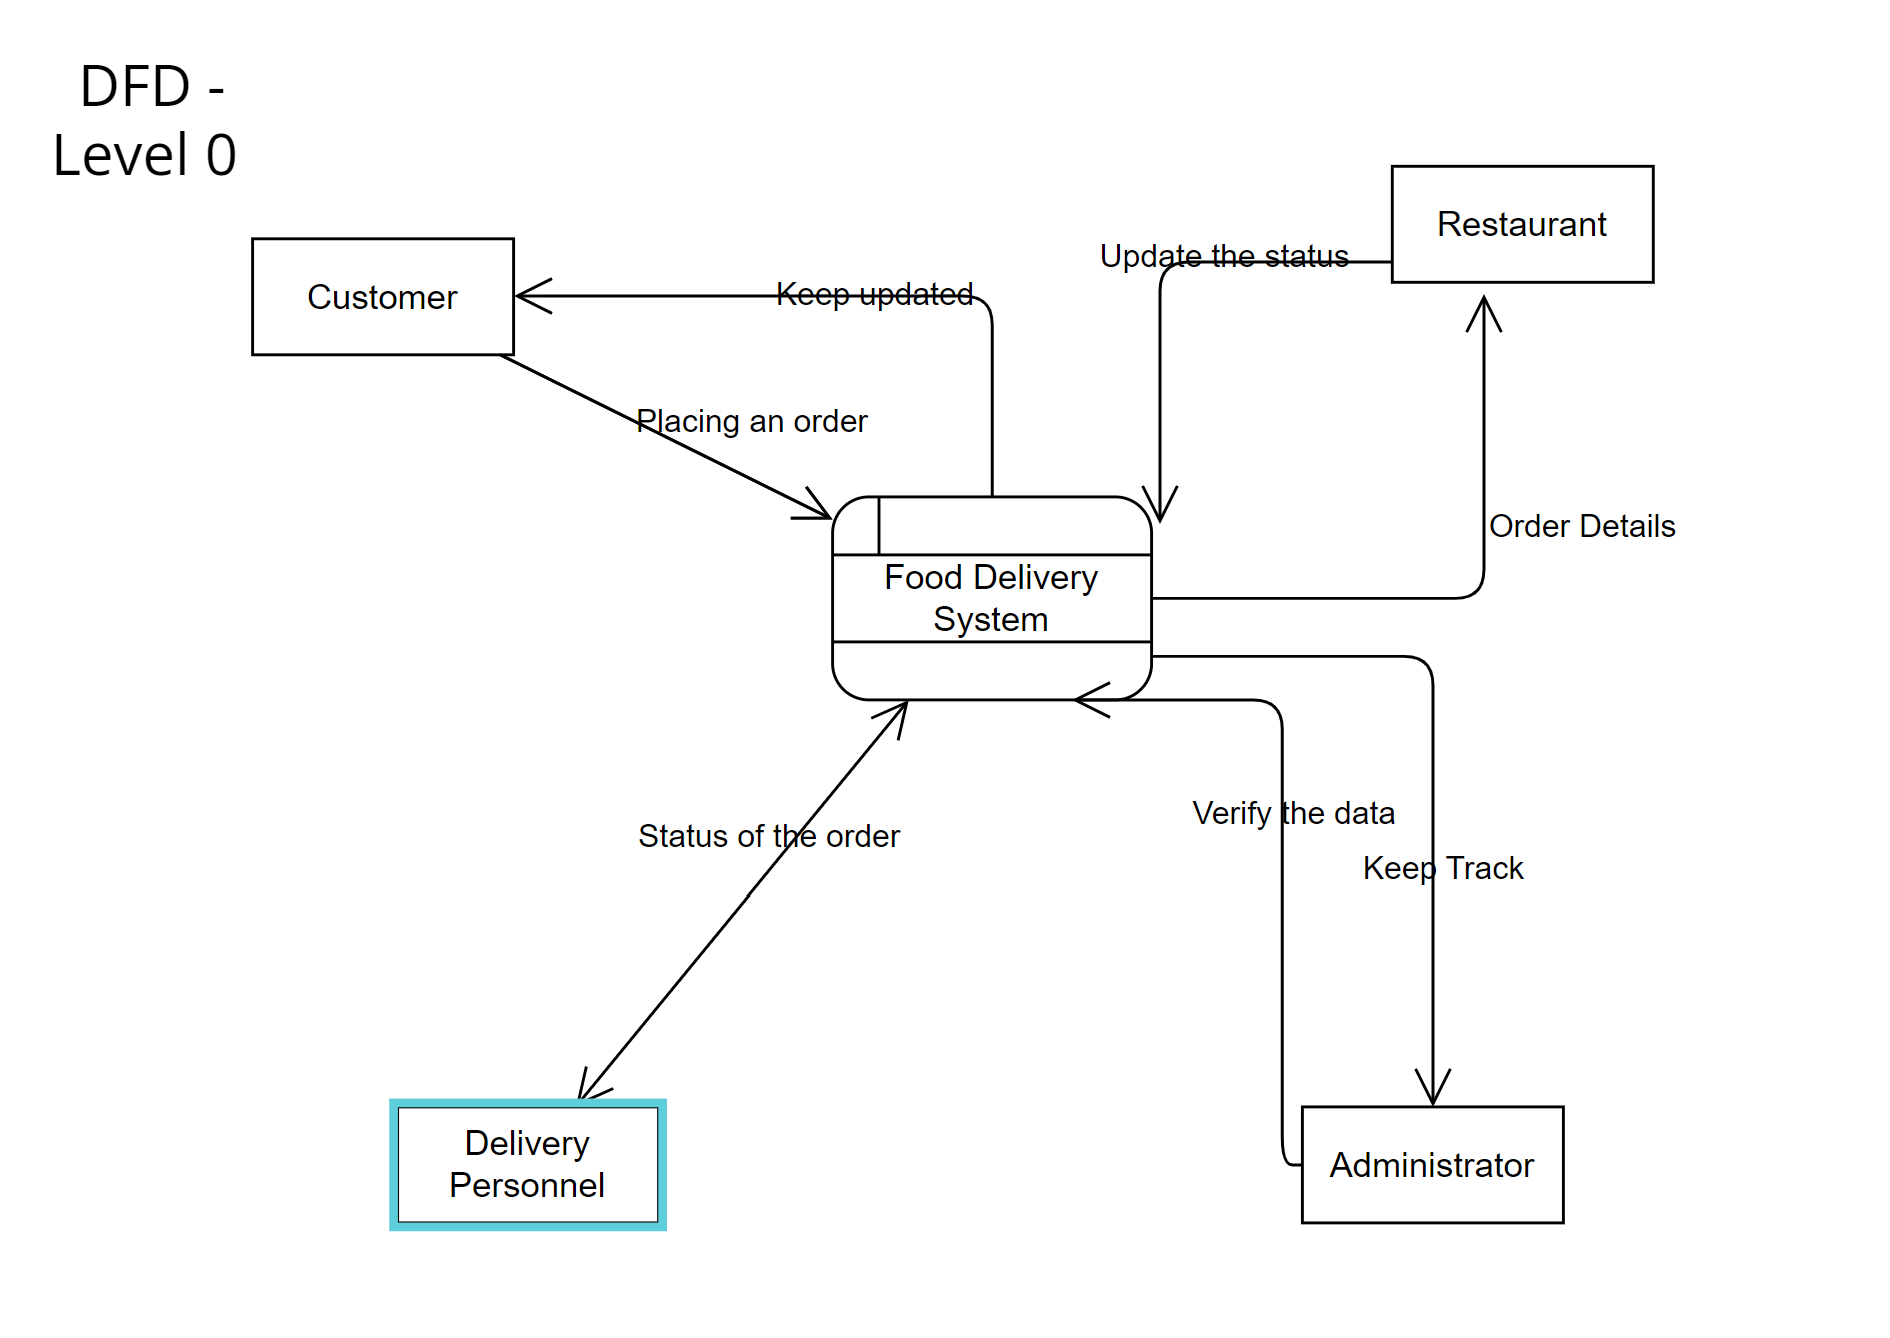 DFD -
Level 0
Restaurant
Update the status
Customer
Keep updated
Placing an order
Order Details
Food Delivery
System
Verify the data
Status of the order
Keep Track
Delivery
Personnel
Administrator